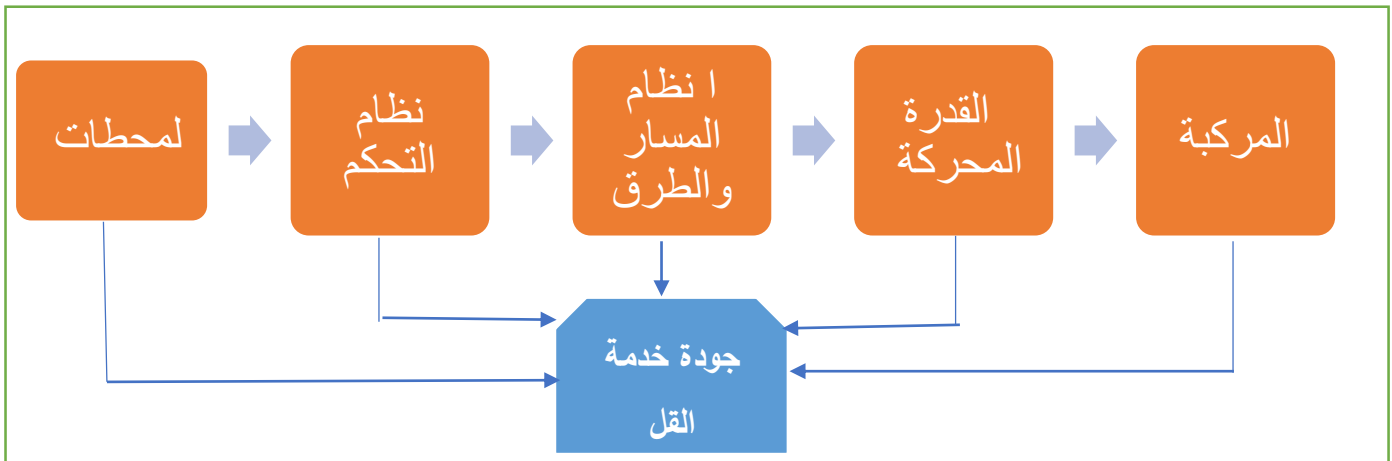 المركبة
القدرة
المحركة
ا نظام
المسار
والطرق
نظام
التحكم
لمحطات
جودة خدمة
القل